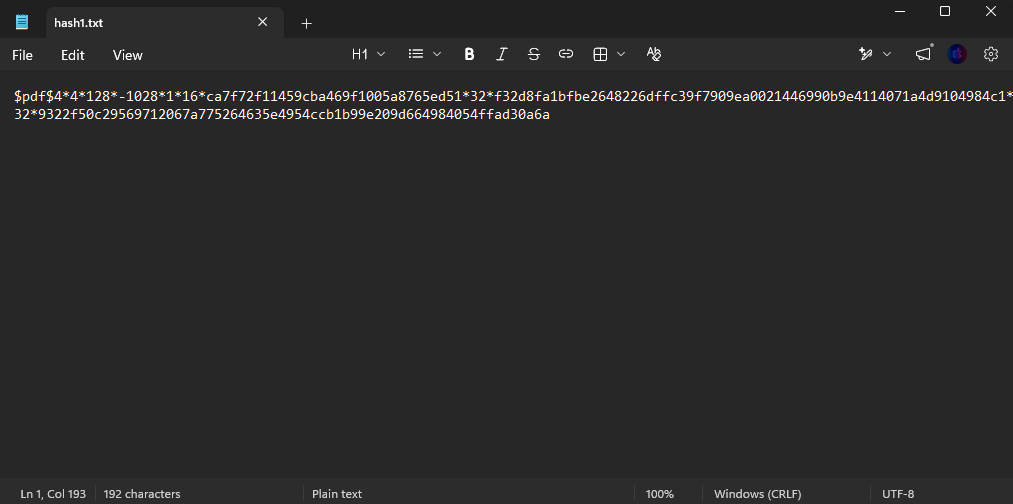 hash1.txt
File Edit View H1
$pdf$4*4*128*-1028*1*16*ca7f72f11459cba469f1005a8765ed51*32*f32d8fa1bfbe2648226dffc39f7909ea0021446990b9e4114071a4d9104984c1*
32*9322f50c29569712067a775264635e4954ccb1b99e209d664984054ffad30a6a
Ln 1, Col 193 192 characters Plain text 100% Windows (CRLF) UTF-8